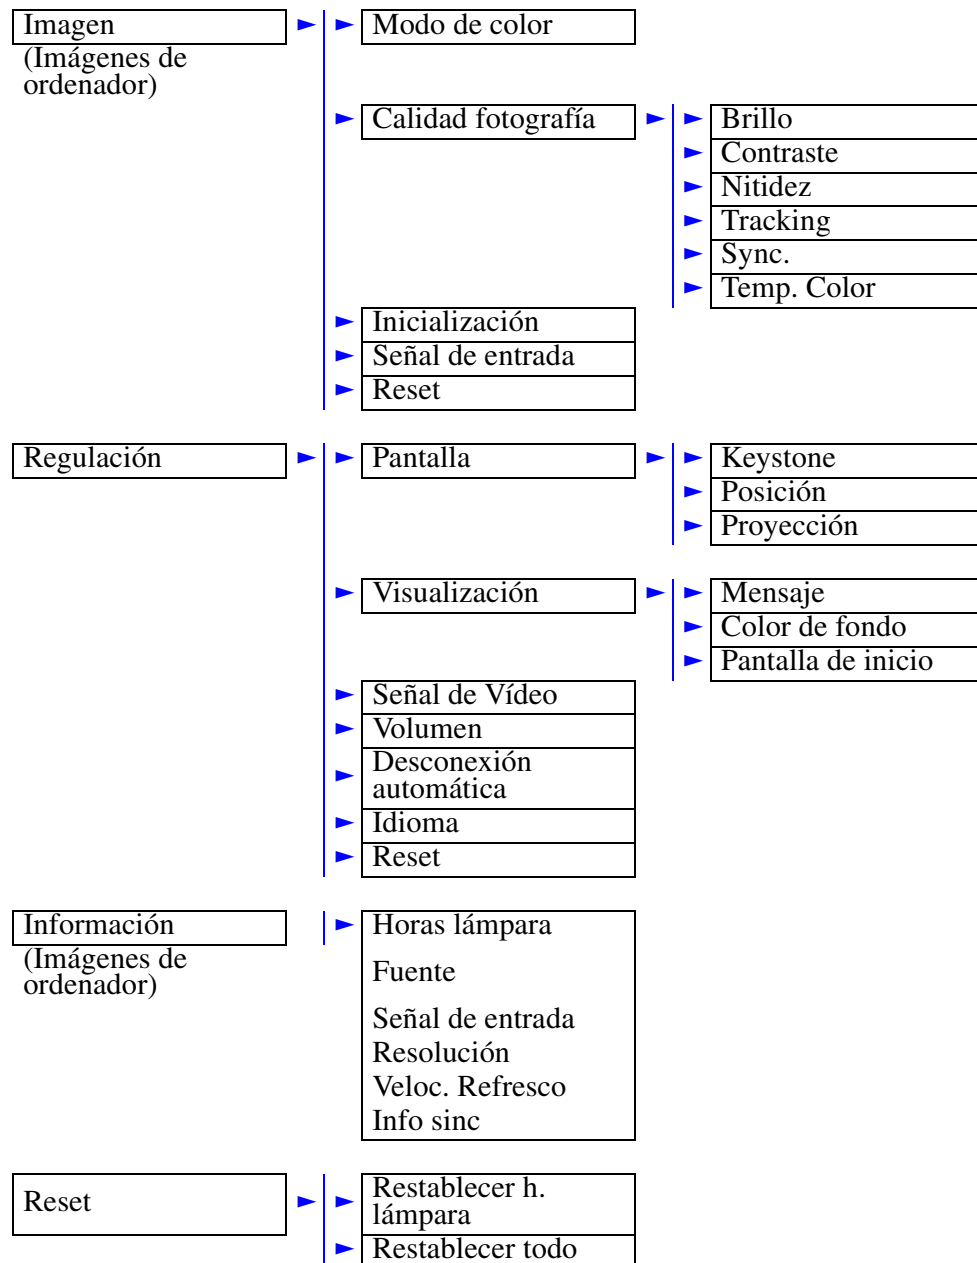 Imagen
Modo de color
(Imágenes de
ordenador)
Calidad fotografía
Brillo
Contraste
Nitidez
Tracking
Sync.
Temp. Color
Inicialización
Señal de entrada
Reset
Regulación
Pantalla
Keystone
Posición
Proyección
Visualización
Mensaje
Color de fondo
Pantalla de inicio
Señal de Vídeo
Volumen
Desconexión
automática
Idioma
Reset
Información
(Imágenes de
ordenador)
Horas lámpara
Fuente
Señal de entrada
Resolución
Veloc. Refresco
Info sinc
Reset
Restablecer h.
lámpara
Restablecer todo